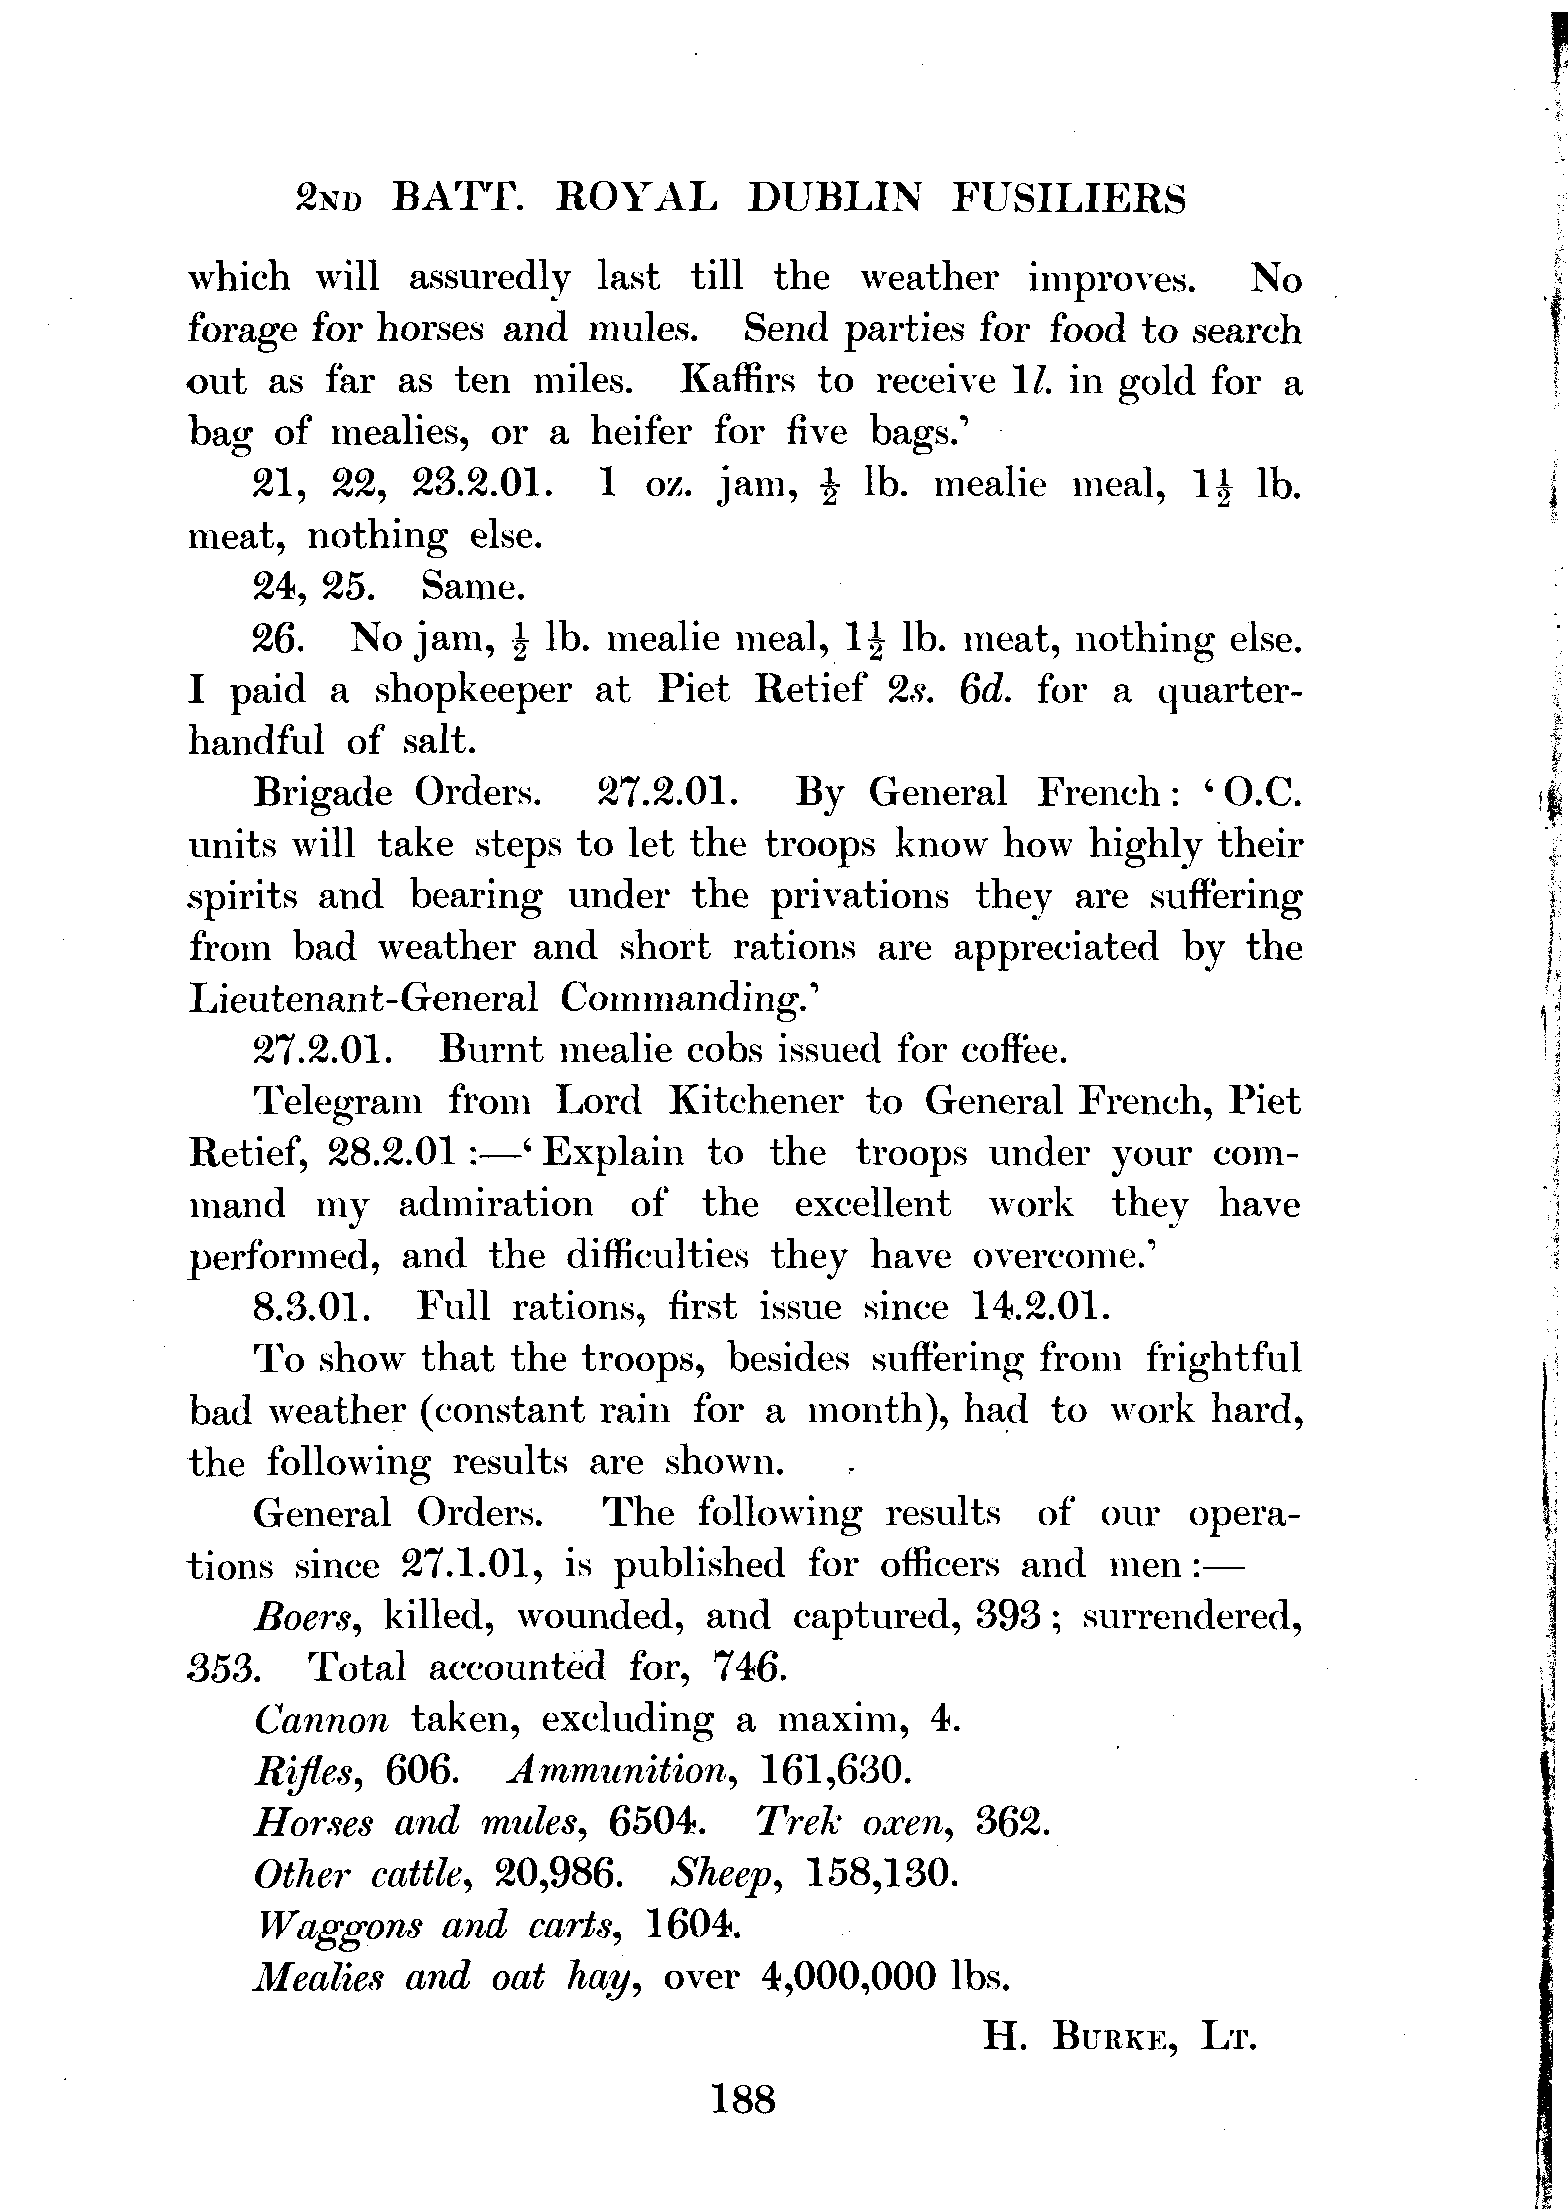 2ND BATT. ROYAL DUBLIN FUSILIERS
which will assuredly last till the weather improves. No
forage for horses and mules. Send parties for food to search
out as far as ten miles. Kaffirs to receive 1l. in gold for a
bag of mealies, or a heifer for five bags.’
21, 22, 23.2.01. 1 oz. jam, ½ lb. mealie meal, 1½ lb.
meat, nothing else.
24, 25. Same.
26. No jam, ½ lb. mealie meal, 1½ lb. meat, nothing else.
I paid a shopkeeper at Piet Retief 2s. 6d. for a quarter-
handful of salt.
Brigade Orders. 27.2.01. By General French: ‘O.C.
units will take steps to let the troops know how highly their
spirits and bearing under the privations they are suffering
from bad weather and short rations are appreciated by the
Lieutenant-General Commanding.’
27.2.01. Burnt mealie cobs issued for coffee.
Telegram from Lord Kitchener to General French, Piet
Retief, 28.2.01:—‘Explain to the troops under your com-
mand my admiration of the excellent work they have
performed, and the difficulties they have overcome.’
8.3.01. Full rations, first issue since 14.2.01.
To show that the troops, besides suffering from frightful
bad weather (constant rain for a month), had to work hard,
the following results are shown.
General Orders. The following results of our opera-
tions since 27.1.01, is published for officers and men:—
Boers, killed, wounded, and captured, 393; surrendered,
353. Total accounted for, 746.
Cannon taken, excluding a maxim, 4.
Rifles, 606. Ammunition, 161,630.
Horses and mules, 6504. Trek oxen, 362.
Other cattle, 20,986. Sheep, 158,130.
Waggons and carts, 1604.
Mealies and oat hay, over 4,000,000 lbs.
H. BURKE, LT.
188